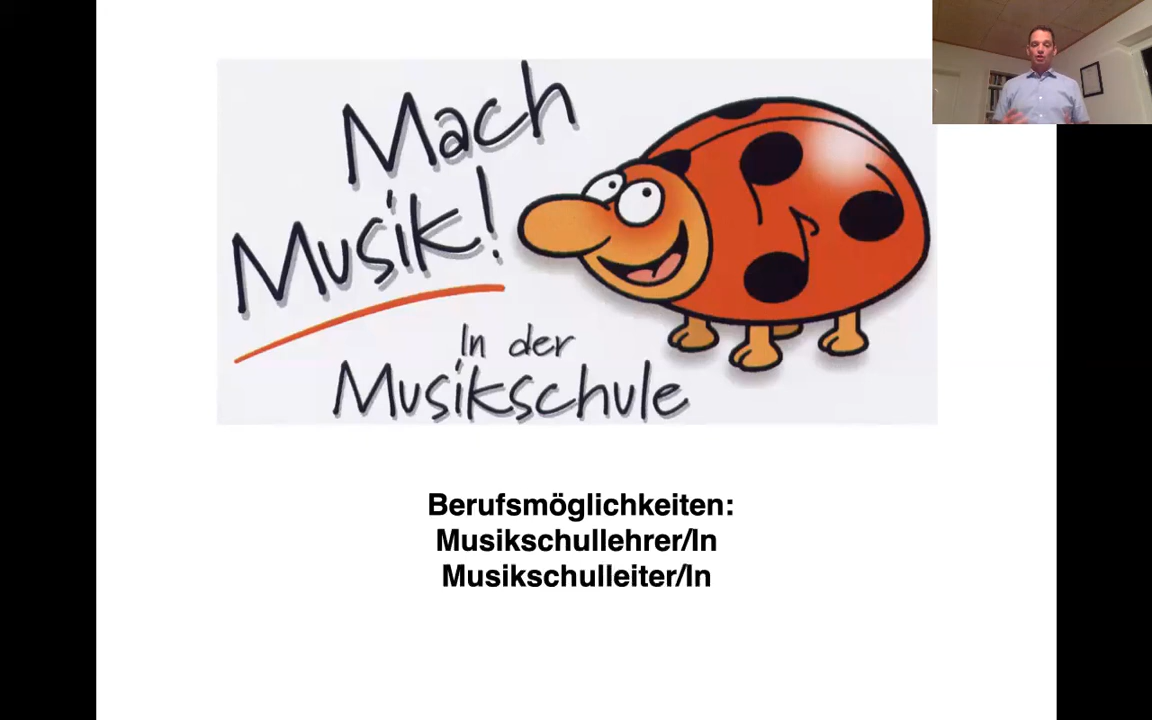 Mach
Musik!
In der
Musikschule
Berufsmöglichkeiten:
Musikschullehrer/In
Musikschulleiter/In